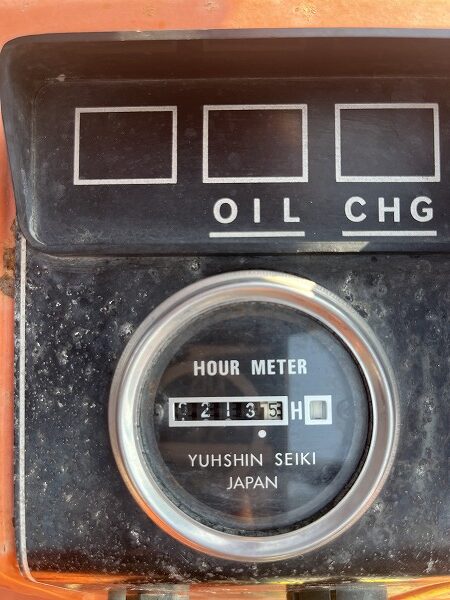 OIL CHG
HOUR METER
2135 H
YUHSHIN SEIKI
JAPAN